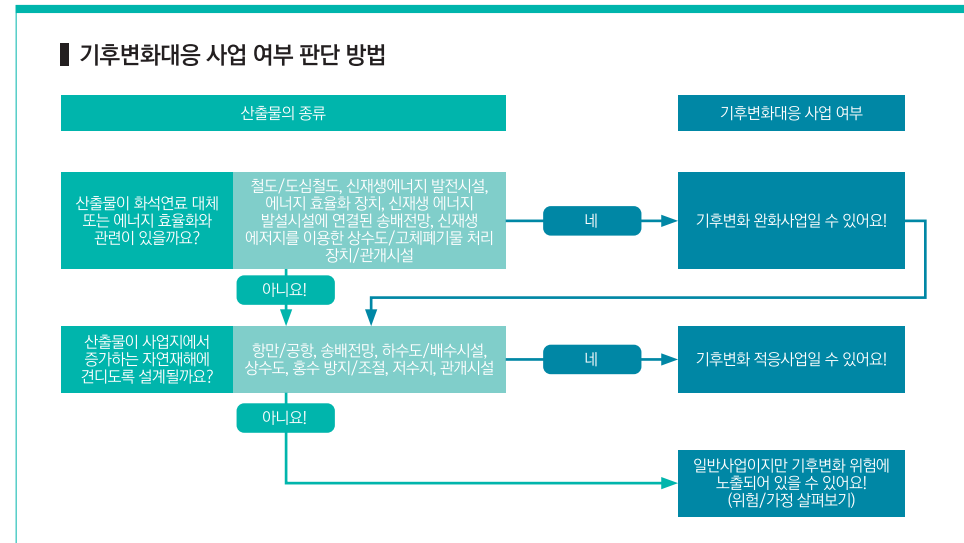 기후변화대응 사업 여부 판단 방법
산출물의 종류
기후변화대응 사업 여부
산출물이 화석연료 대체
또는 에너지 효율화와
관련이 있을까요?
철도/도심철도, 신재생에너지 발전시설,
에너지 효율화 장치, 신재생 에너지
발설시설에 연결된 송배전망, 신재생
에저지를 이용한 상수도/고체폐기물 처리
장치/관개시설
네
기후변화 완화사업일 수 있어요!
아니요!
산출물이 사업지에서
증가하는 자연재해에
견디도록 설계될까요?
항만/공항, 송배전망, 하수도/배수시설,
상수도, 홍수 방지/조절, 저수지, 관개시설
네
기후변화 적응사업일 수 있어요!
아니요!
일반사업이지만 기후변화 위험에
노출되어 있을 수 있어요!
(위험/가정 살펴보기)